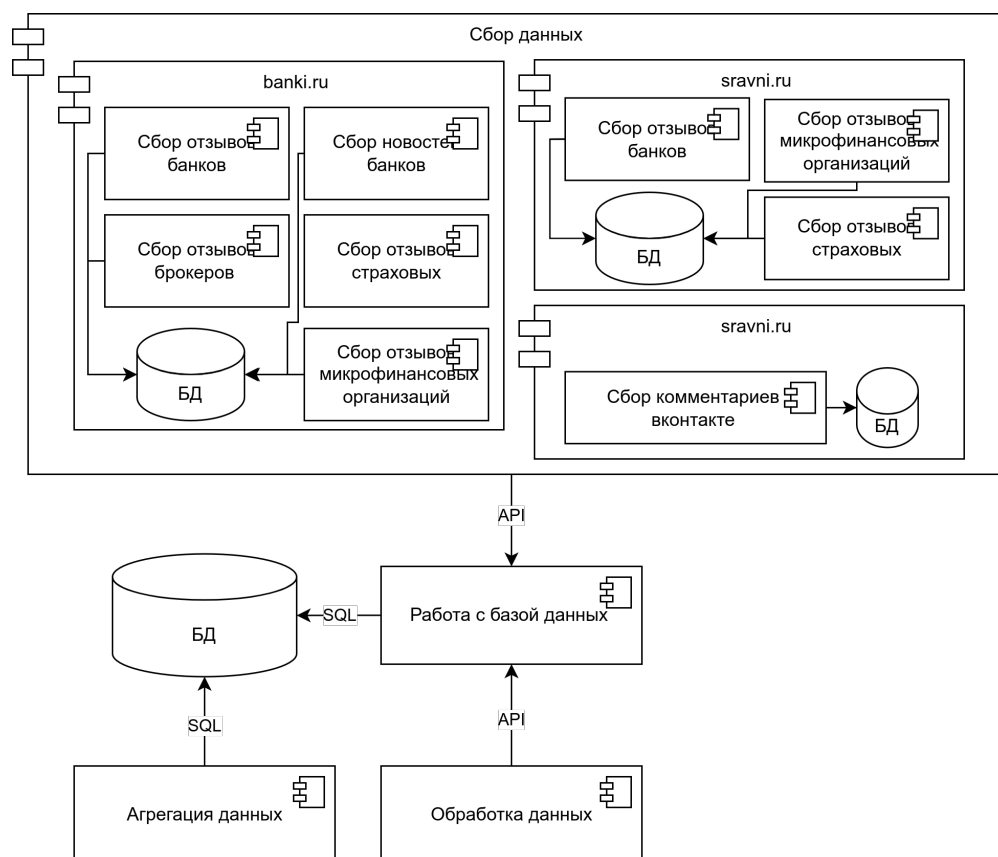 Сбор данных
banki.ru
Сбор отзывов
банков
Сбор новостей
банков
Сбор отзывов
брокеров
Сбор отзывов
страховых
БД
Сбор отзывов
микрофинансовых
организаций
sravni.ru
Сбор отзывов
банков
Сбор отзывов
микрофинансовых
организаций
БД
Сбор отзывов
страховых
sravni.ru
Сбор комментариев
вконтакте
БД
API
Работа с базой данных
SQL
БД
SQL
API
Агрегация данных
Обработка данных